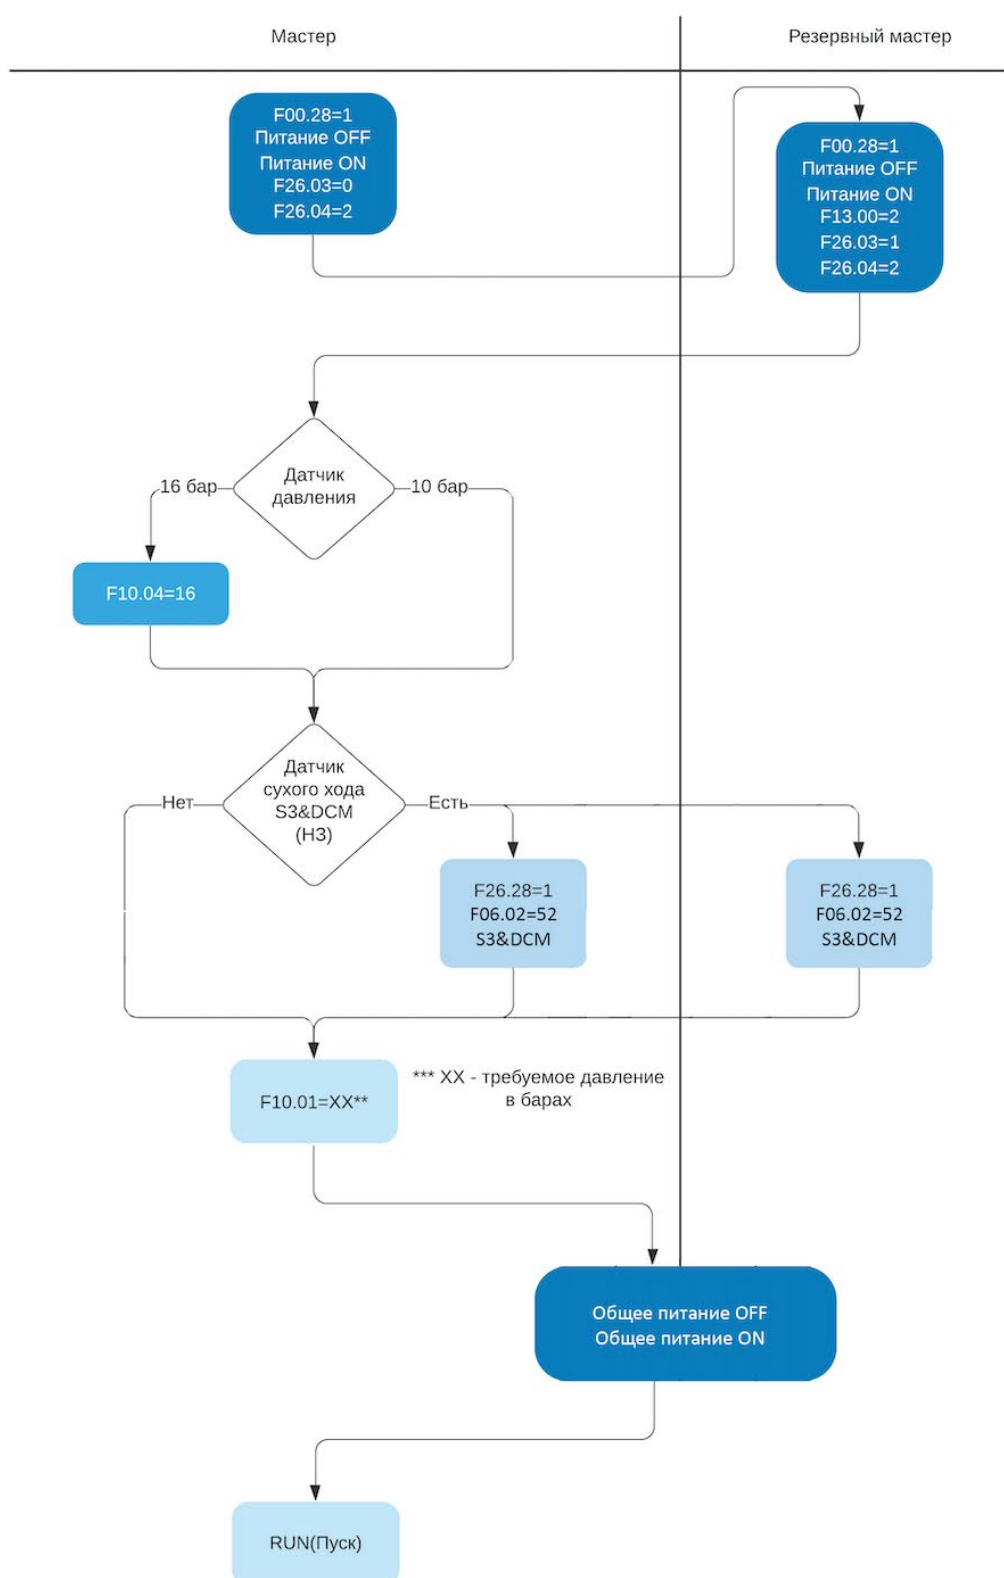 Мастер
Резервный мастер
F00.28=1
Питание OFF
Питание ON
F26.03=0
F26.04=2
F00.28=1
Питание OFF
Питание ON
F13.00=2
F26.03=1
F26.04=2
Датчик
давления
16 бар
10 бар
F10.04=16
Датчик
сухого хода
S3&DCM
(НЗ)
Нет
Есть
F26.28=1
F06.02=52
S3&DCM
F26.28=1
F06.02=52
S3&DCM
F10.01=XX**
*** XX - требуемое давление
в барах
Общее питание OFF
Общее питание ON
RUN(Пуск)